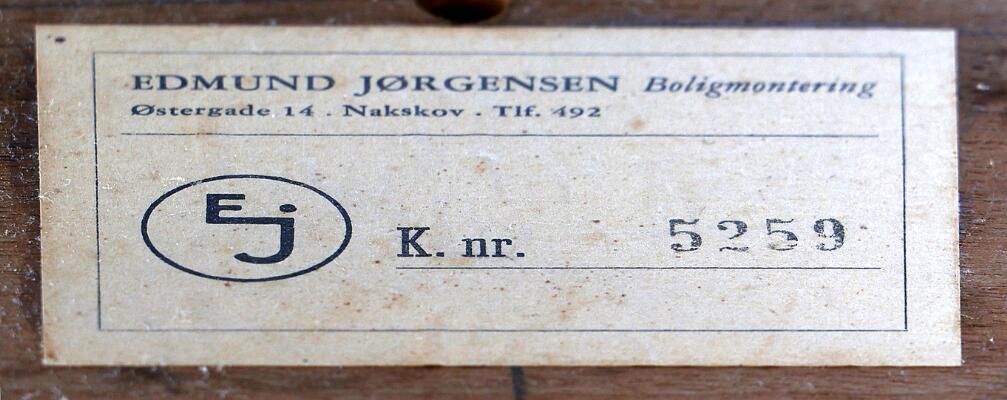 EDMUND JØRGENSEN Boligmontering
Østergade 14 . Nakskov . Tlf. 492
Ej
K. nr. 5259